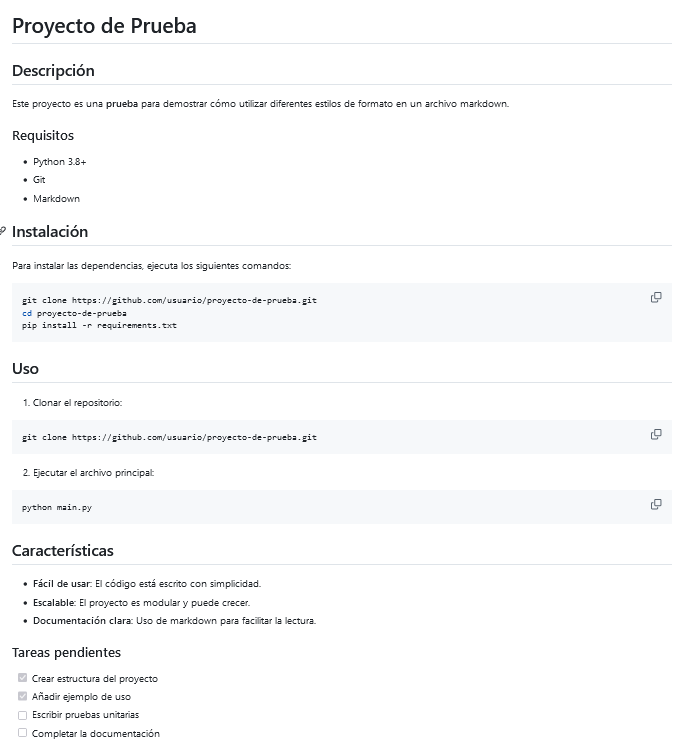 Proyecto de Prueba
Descripción
Este proyecto es una prueba para demostrar cómo utilizar diferentes estilos de formato en un archivo markdown.
Requisitos
• Python 3.8+
• Git
• Markdown
Instalación
Para instalar las dependencias, ejecuta los siguientes comandos:
git clone https://github.com/usuario/proyecto-de-prueba.git
cd proyecto-de-prueba
pip install -r requirements.txt
Uso
1. Clonar el repositorio:
git clone https://github.com/usuario/proyecto-de-prueba.git
2. Ejecutar el archivo principal:
python main.py
Características
• Fácil de usar: El código está escrito con simplicidad.
• Escalable: El proyecto es modular y puede crecer.
• Documentación clara: Uso de markdown para facilitar la lectura.
Tareas pendientes
Crear estructura del proyecto
Añadir ejemplo de uso
Escribir pruebas unitarias
Completar la documentación